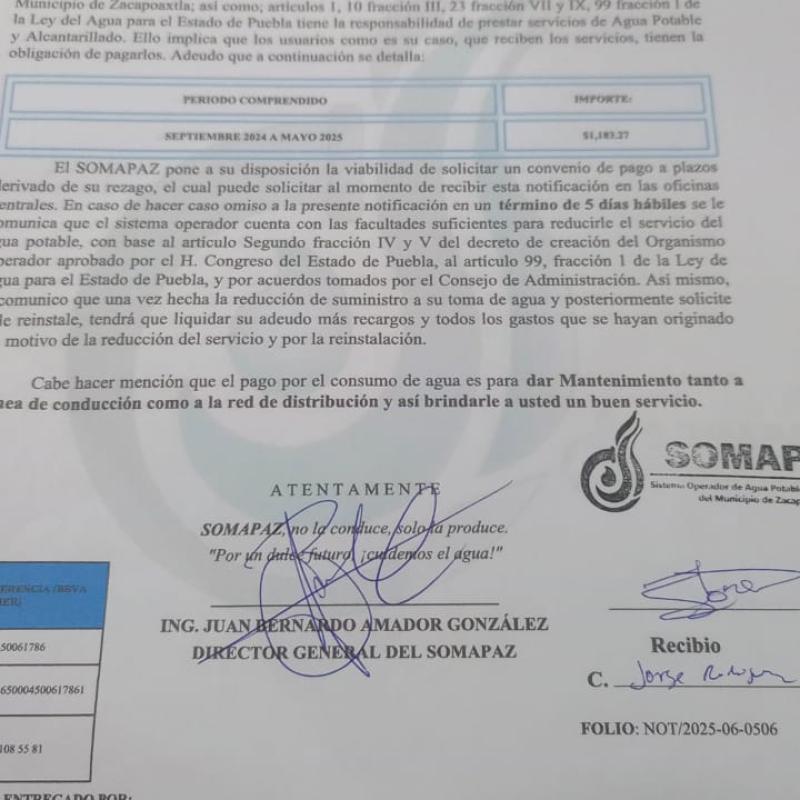 Municipio de Zacapoaxtla; así como; artículos 1, 10 fracción III, 23 fracción VII y IX, 99 fracción 1 de
la Ley del Agua para el Estado de Puebla tiene la responsabilidad de prestar servicios de Agua Potable
y Alcantarillado. Ello implica que los usuarios como es su caso, que reciben los servicios, tienen la
obligación de pagarlos. Adeudo que a continuación se detalla:
PERIODO COMPRENDIDO IMPORTE:
SEPTIEMBRE 2024 A MAYO 2025 $1,183.27
El SOMAPAZ pone a su disposición la viabilidad de solicitar un convenio de pago a plazos
derivado de su rezago, el cual puede solicitar al momento de recibir esta notificación en las oficinas
entrales. En caso de hacer caso omiso a la presente notificación en un término de 5 días hábiles se le
omunica que el sistema operador cuenta con las facultades suficientes para reducirle el servicio del
gua potable, con base al artículo Segundo fracción IV y V del decreto de creación del Organismo
perador aprobado por el H. Congreso del Estado de Puebla, al artículo 99, fracción 1 de la Ley de
gua para el Estado de Puebla, y por acuerdos tomados por el Consejo de Administración. Así mismo,
comunico que una vez hecha la reducción de suministro a su toma de agua y posteriormente solicite
le reinstale, tendrá que liquidar su adeudo más recargos y todos los gastos que se hayan originado
motivo de la reducción del servicio y por la reinstalación.
Cabe hacer mención que el pago por el consumo de agua es para dar Mantenimiento tanto a
nea de conducción como a la red de distribución y así brindarle a usted un buen servicio.
SOMAP
Sistema Operador de Agua Potabl
del Municipio de Zacap
ATENTAMENTE
SOMAPAZ, no la conduce, solo la produce.
"Por un dulce futuro, ¡cuidemos el agua!"
ING. JUAN BERNARDO AMADOR GONZÁLEZ
DIRECTOR GENERAL DEL SOMAPAZ
Jorge
Recibio
C. Jorge
FOLIO: NOT/2025-06-0506
ERENCIA (BBVA
50061786
650004500617861
108 55 81
ENTREGADO POR: